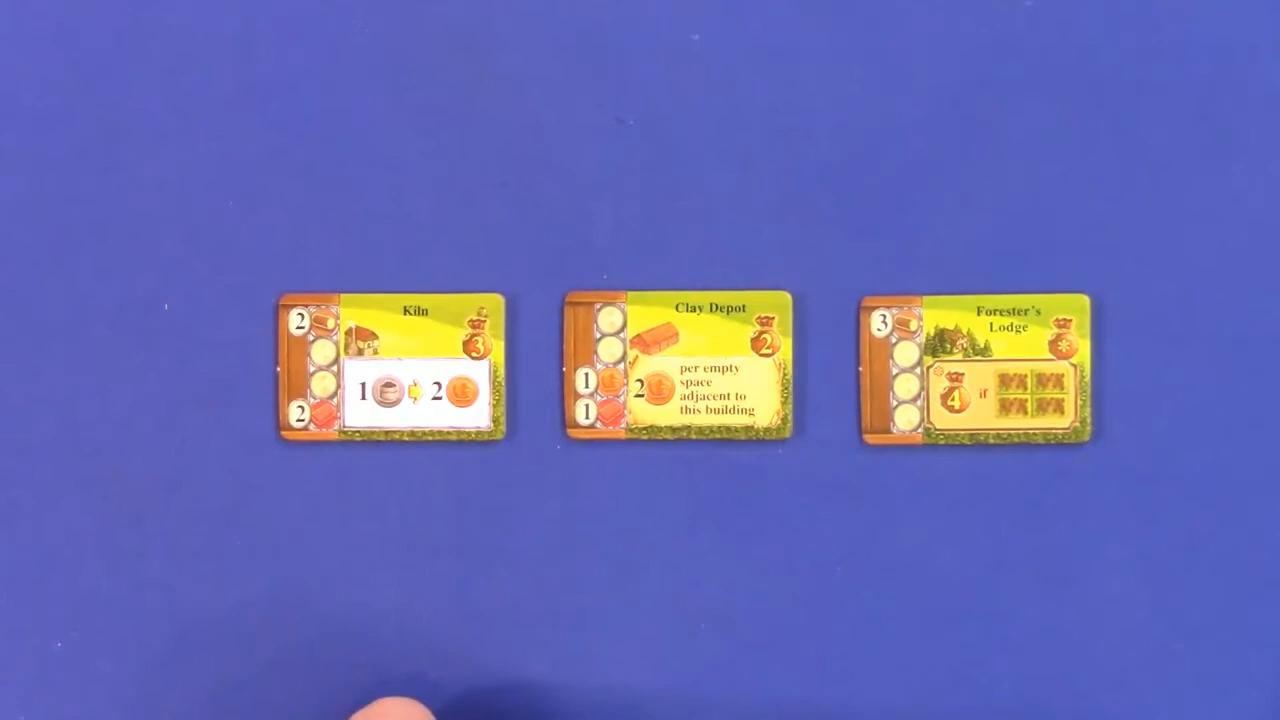 Kiln
2
3
1 2
2
Clay Depot
2
1
1
2
per empty
space
adjacent to
this building
Forester's
Lodge
3
4 if